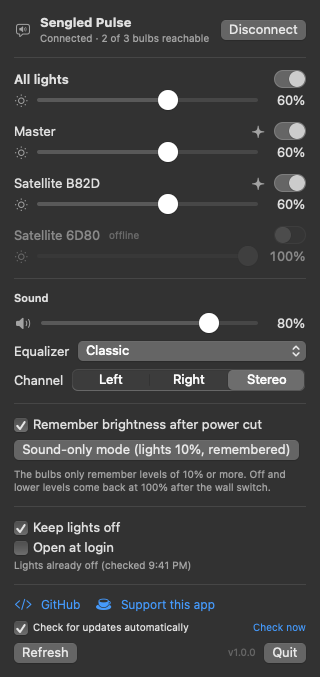 Sengled Pulse
Connected · 2 of 3 bulbs reachable
Disconnect
All lights
60%
Master
60%
Satellite B82D
60%
Satellite 6D80 offline
100%
Sound
80%
Equalizer Classic
Channel Left Right Stereo
Remember brightness after power cut
Sound-only mode (lights 10%, remembered)
The bulbs only remember levels of 10% or more. Off and
lower levels come back at 100% after the wall switch.
Keep lights off
Open at login
Lights already off (checked 9:41 PM)
</> GitHub Support this app
Check for updates automatically Check now
Refresh v1.0.0 Quit